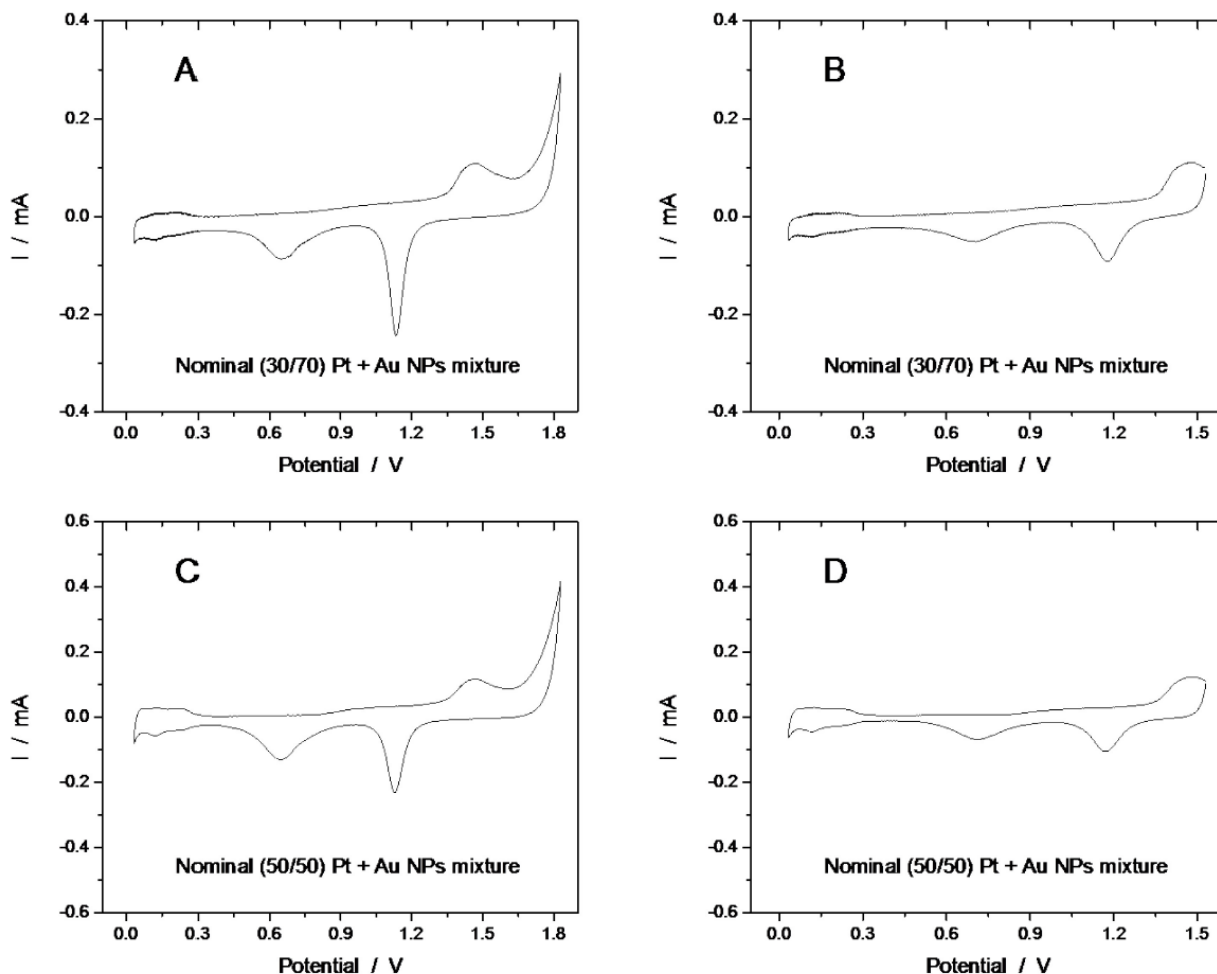 A
I / mA
0.4
0.2
0.0
-0.2
-0.4
Nominal (30/70) Pt + Au NPs mixture
0.0 0.3 0.6 0.9 1.2 1.5 1.8
Potential / V
B
I / mA
0.4
0.2
0.0
-0.2
-0.4
Nominal (30/70) Pt + Au NPs mixture
0.0 0.3 0.6 0.9 1.2 1.5
Potential / V
C
I / mA
0.6
0.4
0.2
0.0
-0.2
-0.4
-0.6
Nominal (50/50) Pt + Au NPs mixture
0.0 0.3 0.6 0.9 1.2 1.5 1.8
Potential / V
D
I / mA
0.6
0.4
0.2
0.0
-0.2
-0.4
-0.6
Nominal (50/50) Pt + Au NPs mixture
0.0 0.3 0.6 0.9 1.2 1.5
Potential / V